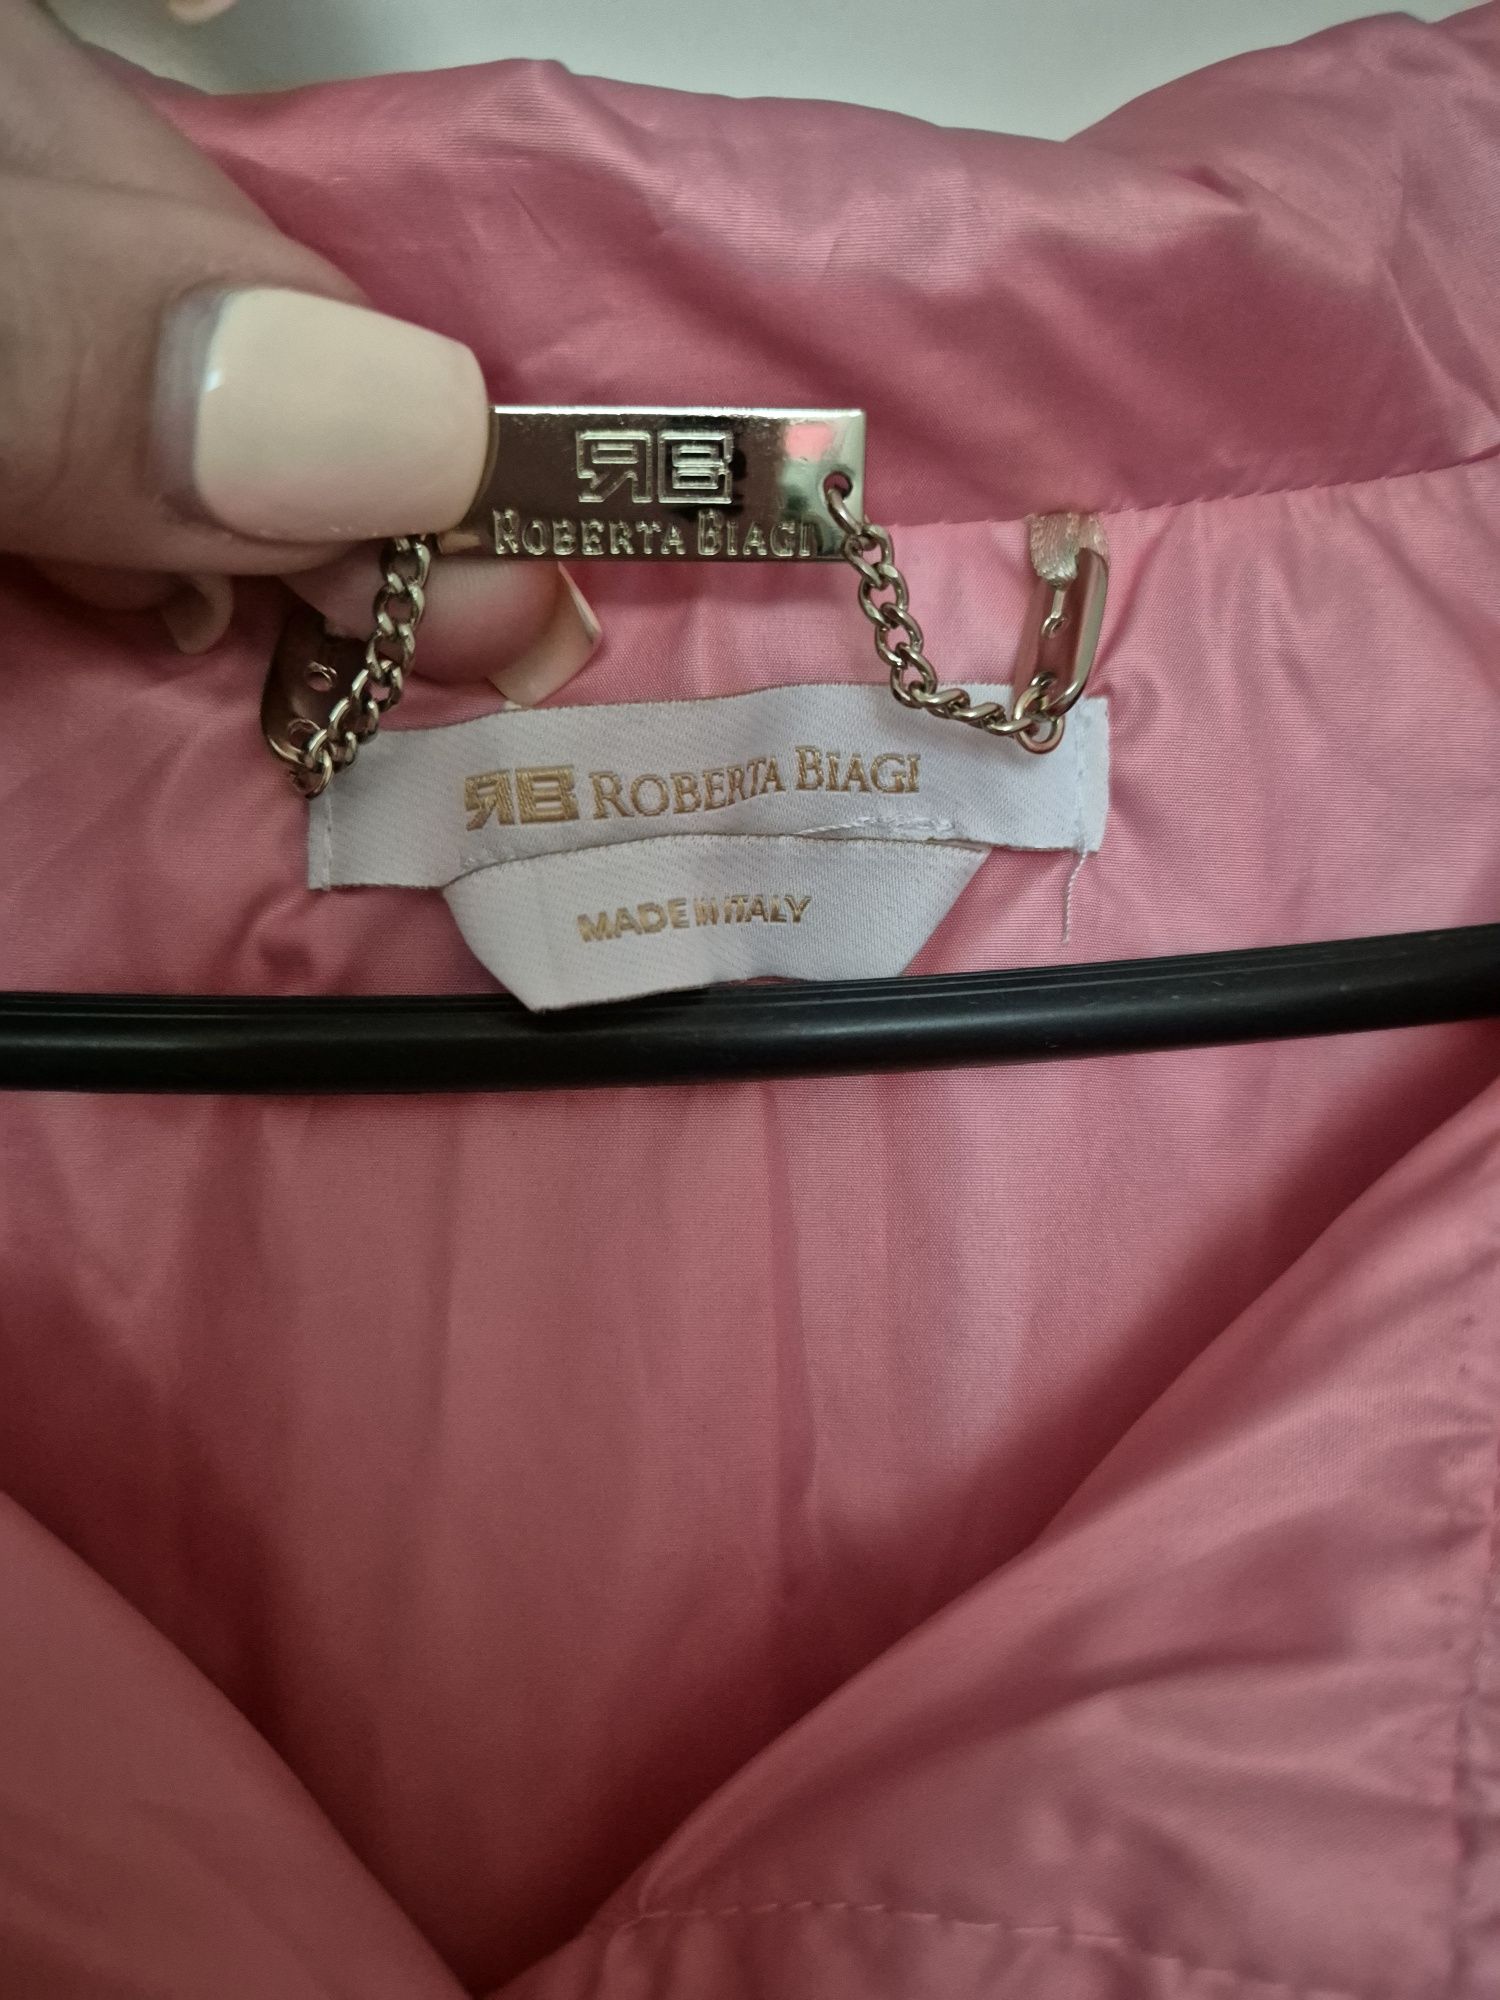 RB
ROBERTA BIAGI
RB ROBERTA BIAGI
MADE IN ITALY